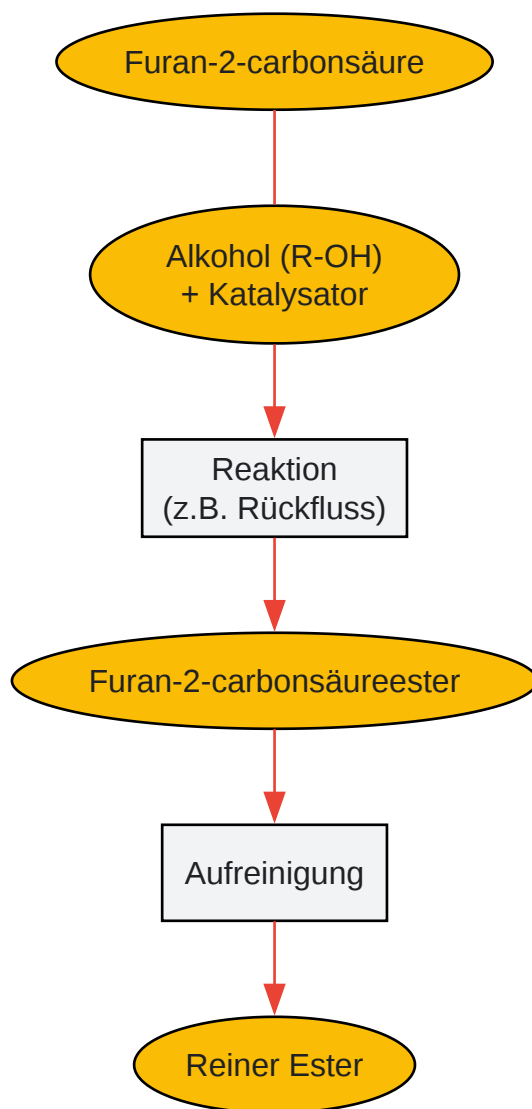 Furan-2-carbonsäure
Alkohol (R-OH)
+ Katalysator
Reaktion
(z.B. Rückfluss)
Furan-2-carbonsäureester
Aufreinigung
Reiner Ester